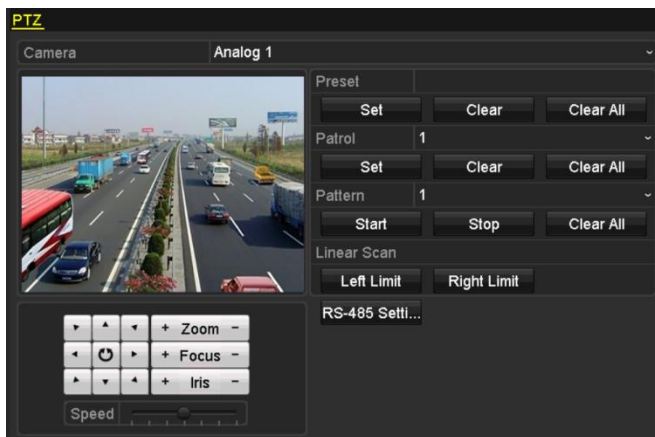 PTZ
Camera Analog 1
Preset
Set Clear Clear All
Patrol 1
Set Clear Clear All
Pattern 1
Start Stop Clear All
Linear Scan
Left Limit Right Limit
RS-485 Setti...
+ Zoom -
+ Focus -
+ Iris -
Speed